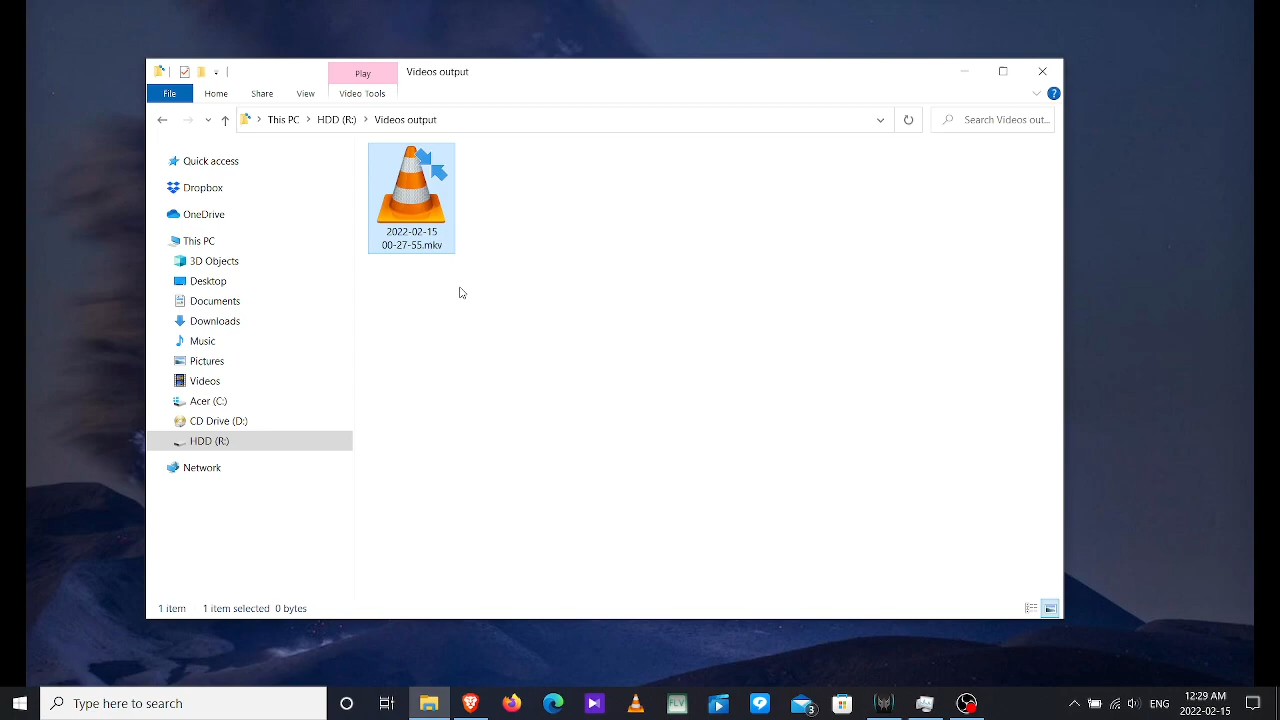 Play
Videos output
File
Home
Share
View
Video Tools
?
This PC
HDD (R:)
Videos output
Search Videos out...
Quick access
Dropbox
OneDrive
This PC
3D Objects
Desktop
Documents
Downloads
Music
Pictures
Videos
Acer (C:)
CD Drive (D:)
HDD (R:)
Network
2022-02-15
00-27-55.mkv
1 item
1 item selected 0 bytes
Type here to search
FLV
3
ENG
12:29 AM
2022-02-15